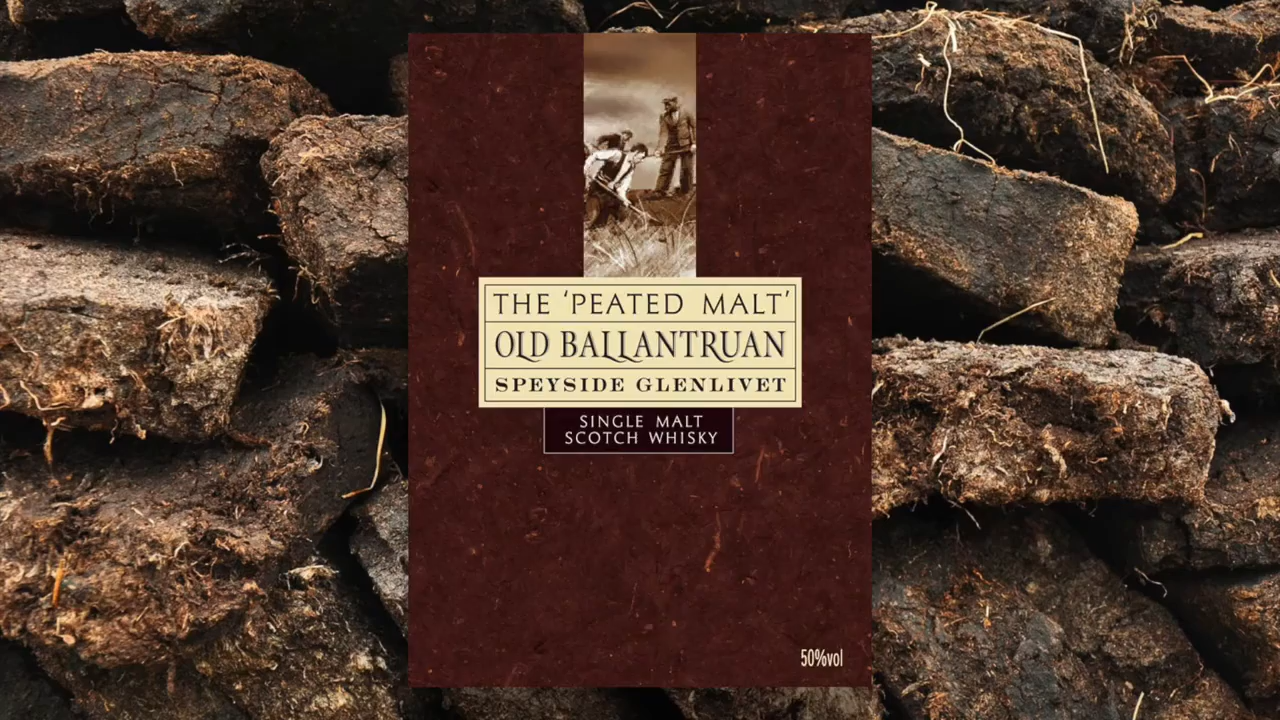 THE ‘PEATED MALT’
OLD BALLANTRUAN
SPEYSIDE GLENLIVET
SINGLE MALT
SCOTCH WHISKY
50%vol